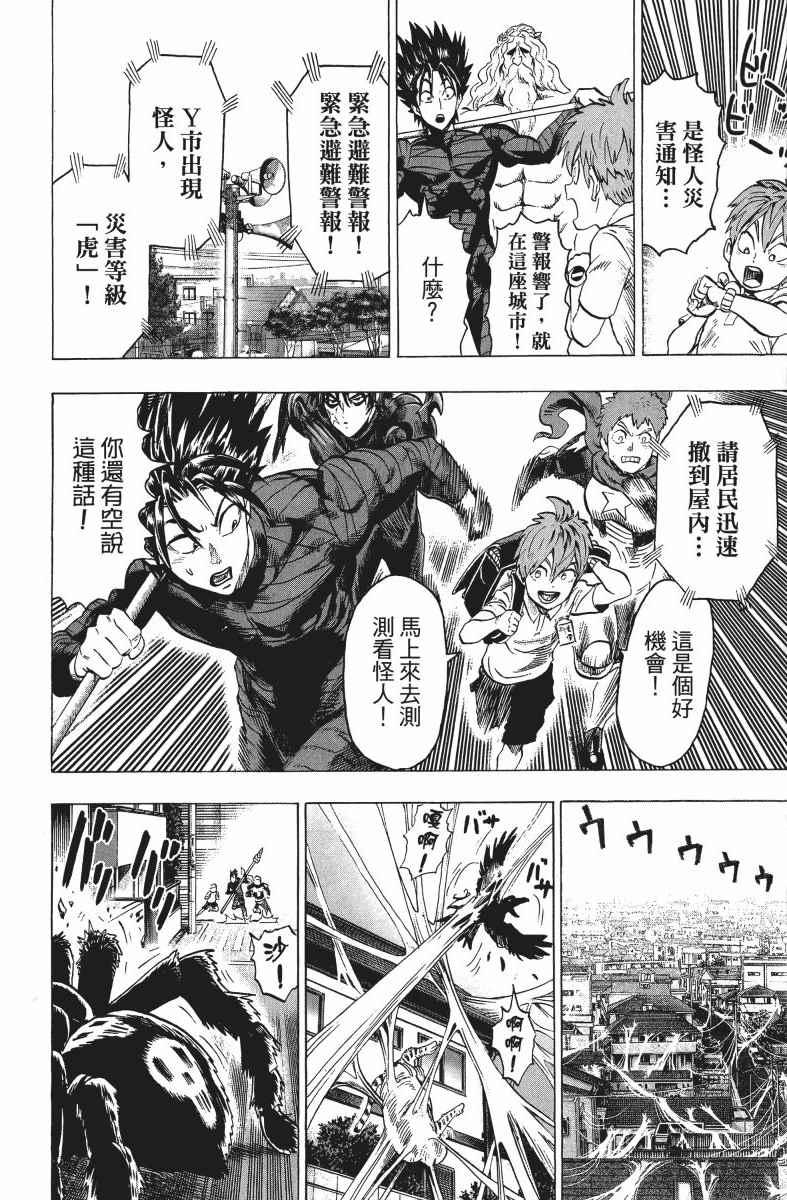 ビーッ
是怪人災
害通知…
警報響了，就
在這座城市！
什麼？
緊急避難警報！
緊急避難警報！
Y市出現
怪人，
災害等級
「虎」！
請居民迅速
撤到屋內…
這是個好
機會！
馬上來去測
測看怪人！
你還有空說
這種話！
ウウウウウ
バサ
バサ
嘎啊！
啊啊！
沙！